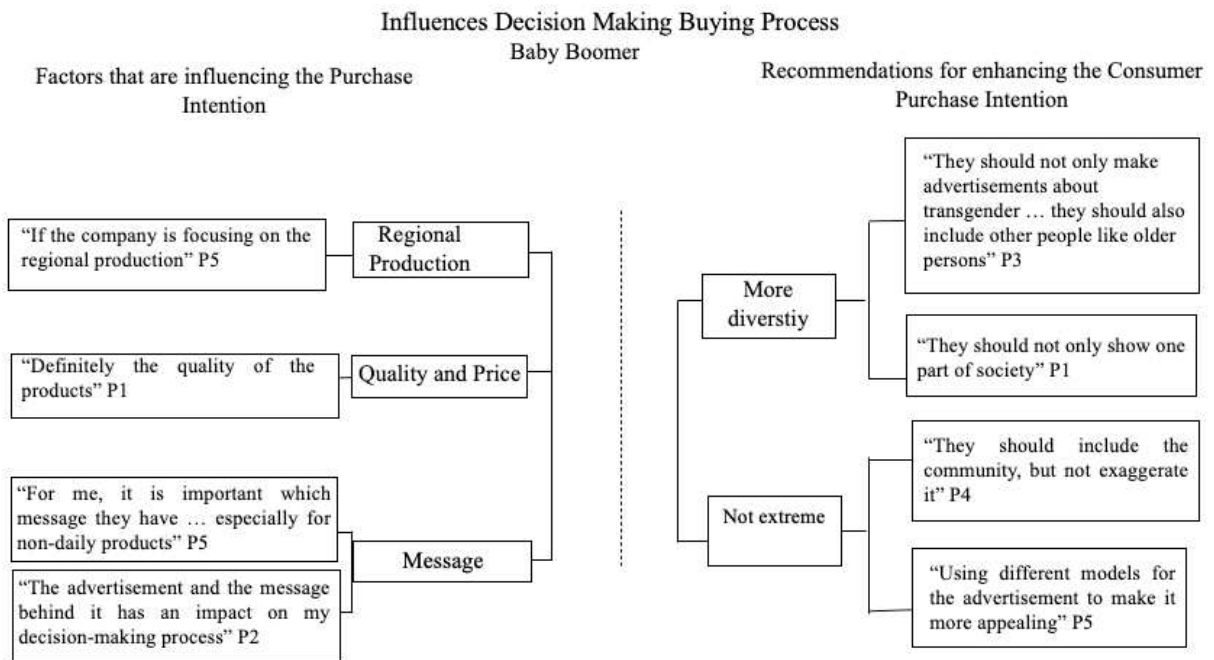 Influences Decision Making Buying Process
Baby Boomer
Factors that are influencing the Purchase
Intention
“If the company is focusing on the
regional production” P5
Regional
Production
“Definitely the quality of the
products” P1
Quality and Price
“For me, it is important which
message they have … especially for
non-daily products” P5
“The advertisement and the message
behind it has an impact on my
decision-making process” P2
Message
Recommendations for enhancing the Consumer
Purchase Intention
More
diverstiy
“They should not only make
advertisements about
transgender … they should also
include other people like older
persons” P3
“They should not only show one
part of society” P1
Not extreme
“They should include the
community, but not exaggerate
it” P4
“Using different models for
the advertisement to make it
more appealing” P5